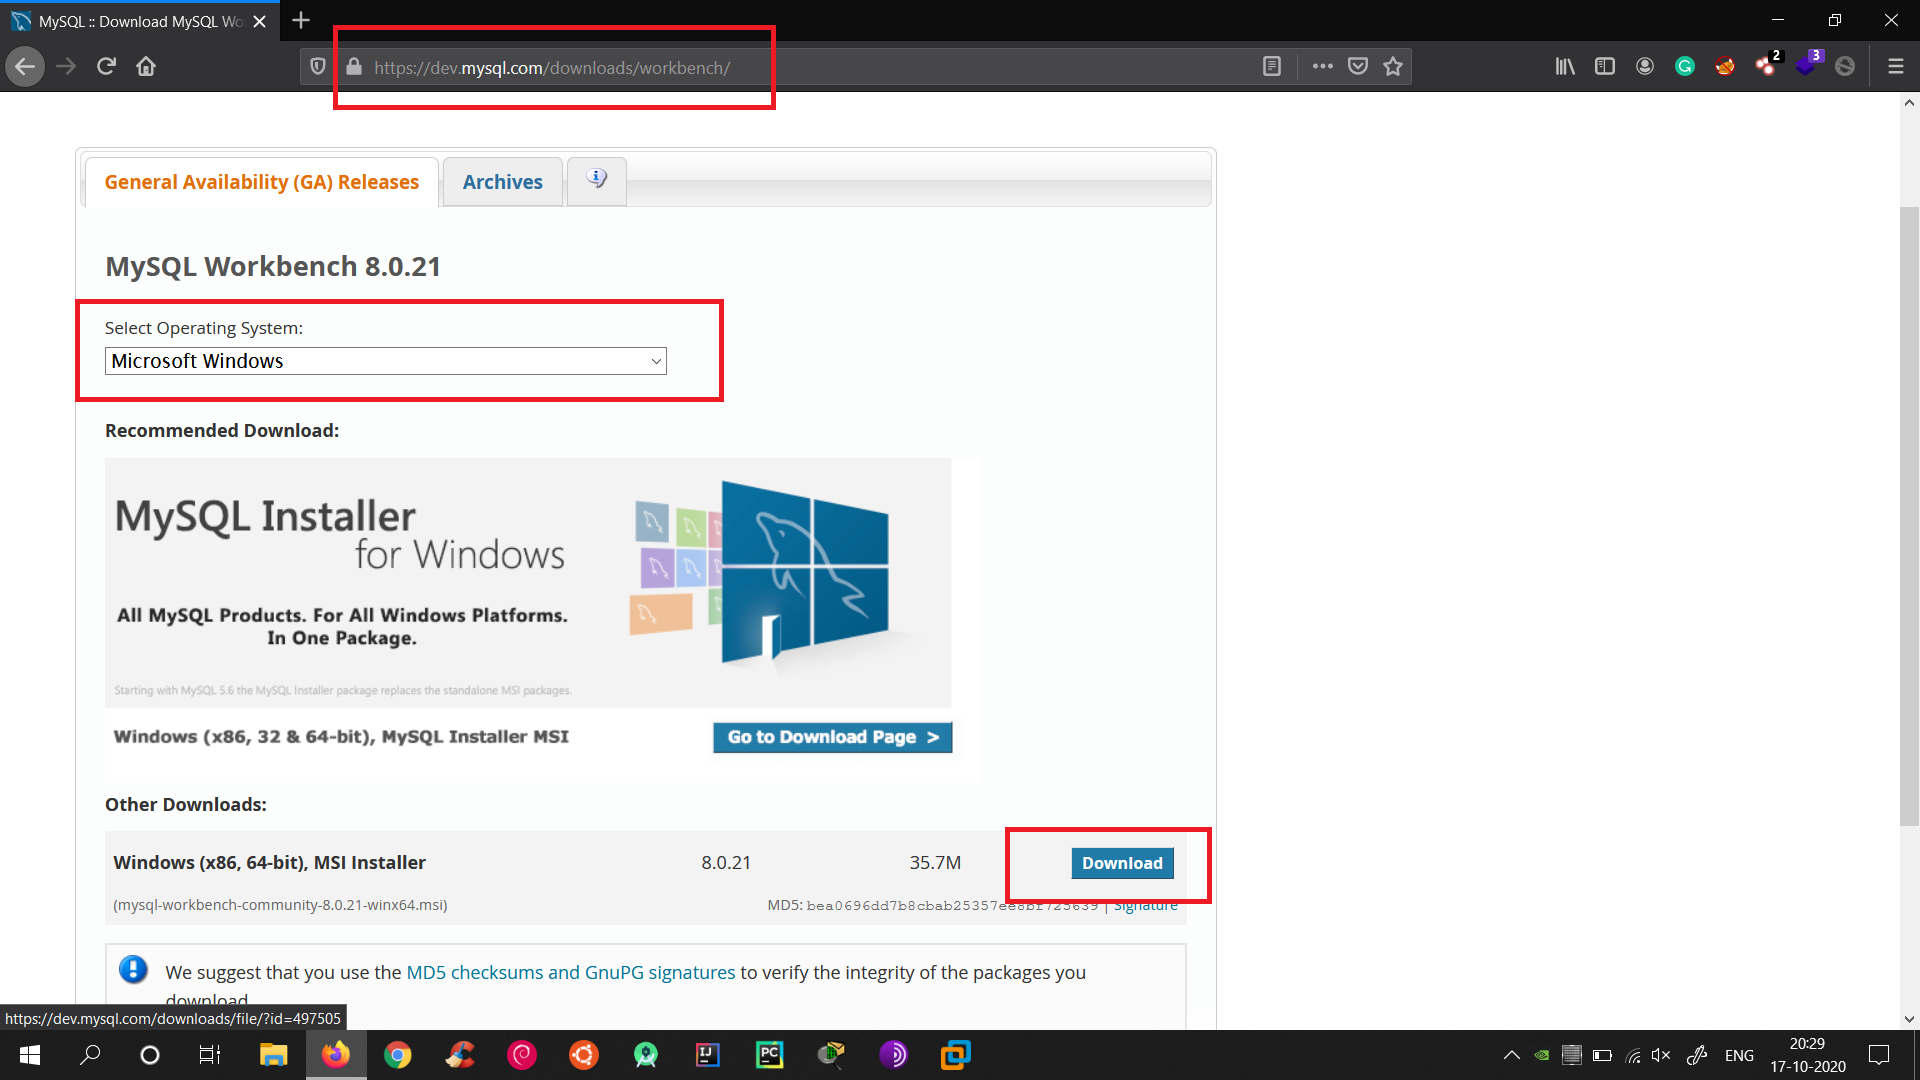 MySQL :: Download MySQL Wo
https://dev.mysql.com/downloads/workbench/
2
3
General Availability (GA) Releases
Archives
MySQL Workbench 8.0.21
Select Operating System:
Microsoft Windows
Recommended Download:
MySQL Installer
for Windows
All MySQL Products. For All Windows Platforms.
In One Package.
Starting with MySQL 5.6 the MySQL Installer package replaces the standalone MSI packages.
Windows (x86, 32 & 64-bit), MySQL Installer MSI
Go to Download Page >
Other Downloads:
Windows (x86, 64-bit), MSI Installer 8.0.21 35.7M Download
(mysql-workbench-community-8.0.21-winx64.msi) MD5: bea0696dd7b8cbab25357ee8bf725639 | Signature
We suggest that you use the MD5 checksums and GnuPG signatures to verify the integrity of the packages you
download
https://dev.mysql.com/downloads/file/?id=497505
IJ
PC
ENG
20:29
17-10-2020